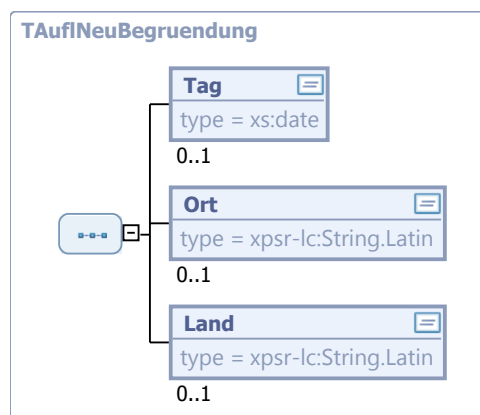 TAuflNeuBegruendung
Tag
type = xs:date
0..1
Ort
type = xpsr-lc:String.Latin
0..1
Land
type = xpsr-lc:String.Latin
0..1